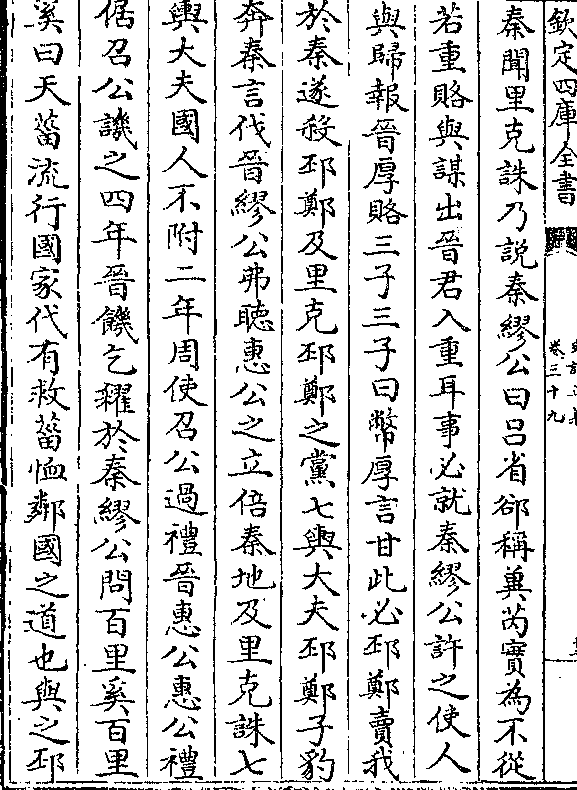 欽定四庫全書
卷三十九
秦聞里克誅乃說秦繆公曰呂省郤稱冀芮實為不從
若重賂與謀出晉君入重耳事必就秦繆公許之使人
與歸報晉厚賂三子三子曰幣厚言甘此必邳鄭賣我
於秦遂殺邳鄭及里克邳鄭之黨七輿大夫邳鄭子豹
奔秦言伐晉繆公弗聽惠公之立倍秦地及里克誅七
輿大夫國人不附二年周使召公過禮晉惠公惠公禮
倨召公譏之四年晉饑乞糴於秦繆公問百里奚百里
奚曰天菑流行國家代有救菑恤鄰國之道也與之邳